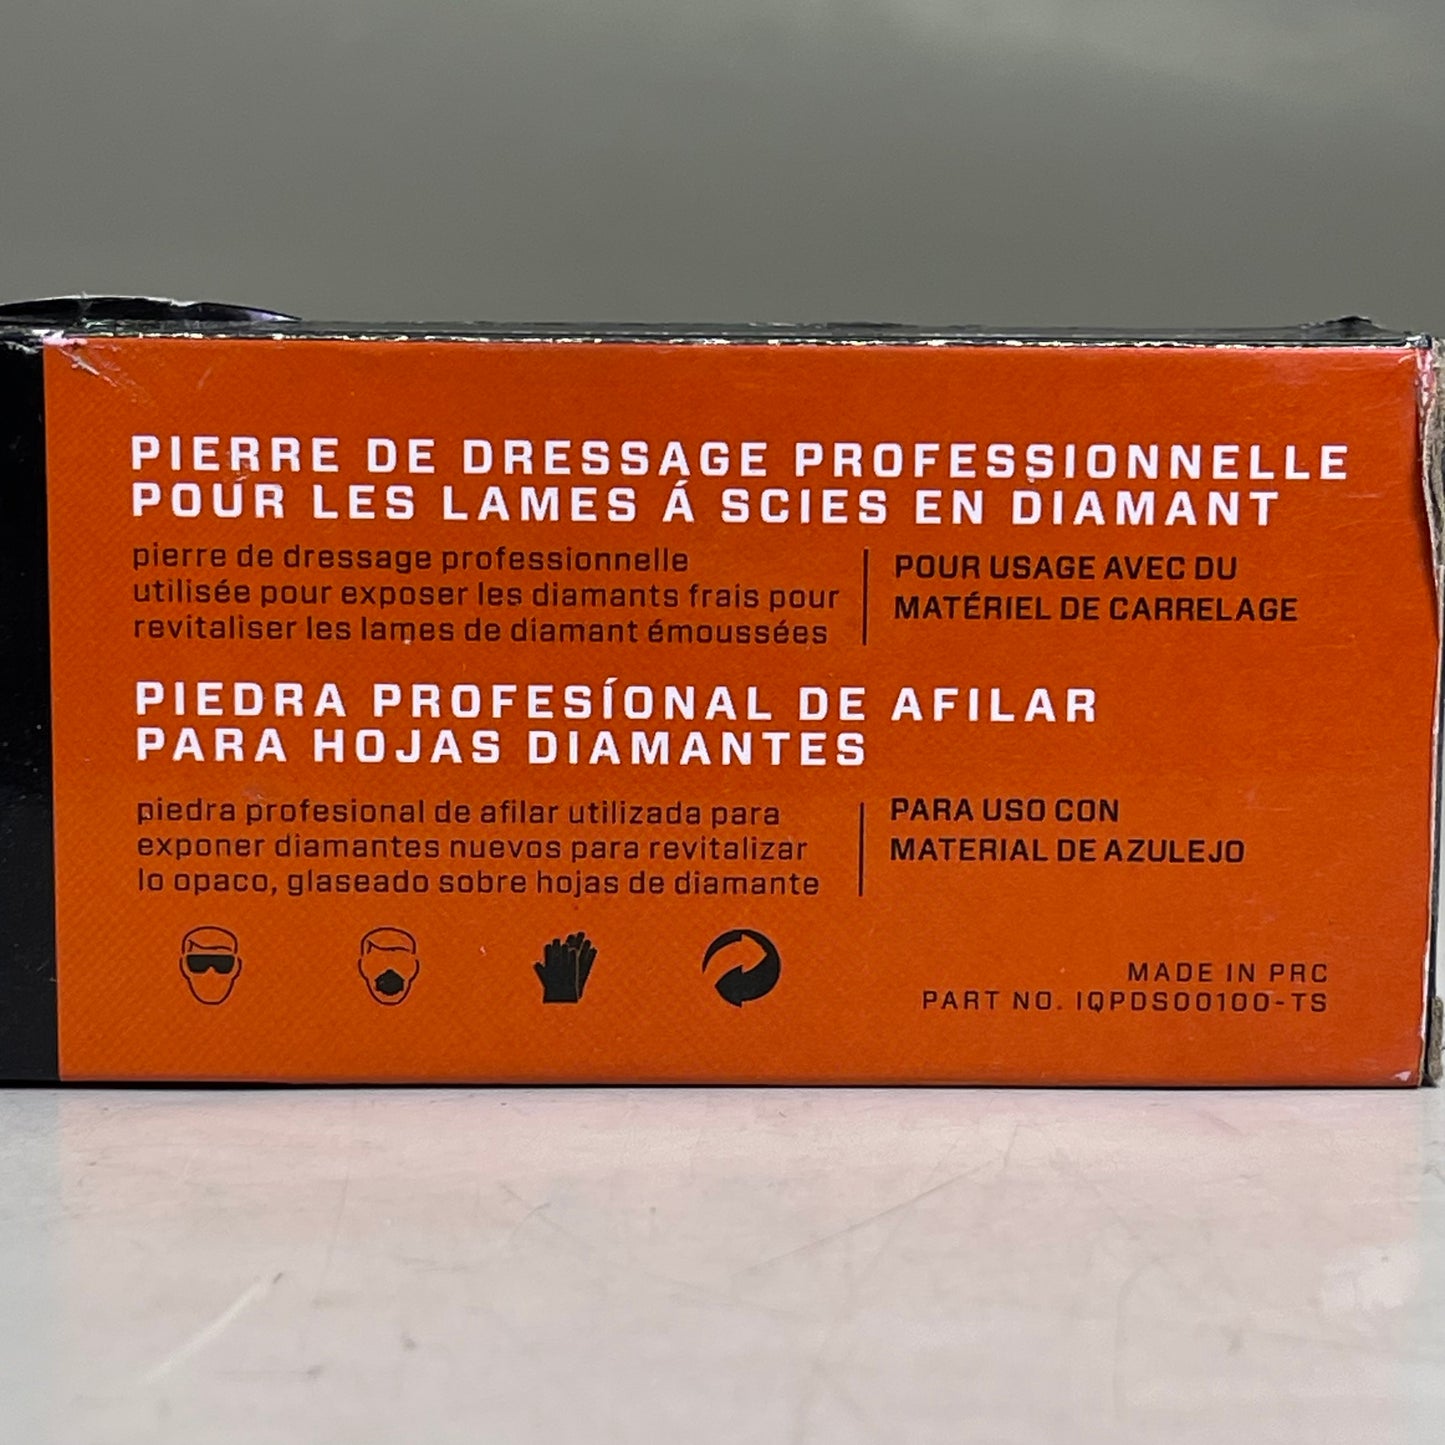 PIERRE DE DRESSAGE PROFESSIONNELLE
POUR LES LAMES Á SCIES EN DIAMANT
pierre de dressage professionnelle
utilisée pour exposer les diamants frais pour
revitaliser les lames de diamant émoussées
POUR USAGE AVEC DU
MATÉRIEL DE CARRELAGE
PIEDRA PROFESÍONAL DE AFILAR
PARA HOJAS DIAMANTES
piedra profesional de afilar utilizada para
exponer diamantes nuevos para revitalizar
lo opaco, glaseado sobre hojas de diamante
PARA USO CON
MATERIAL DE AZULEJO
MADE IN PRC
PART NO. IQPDS00100-TS